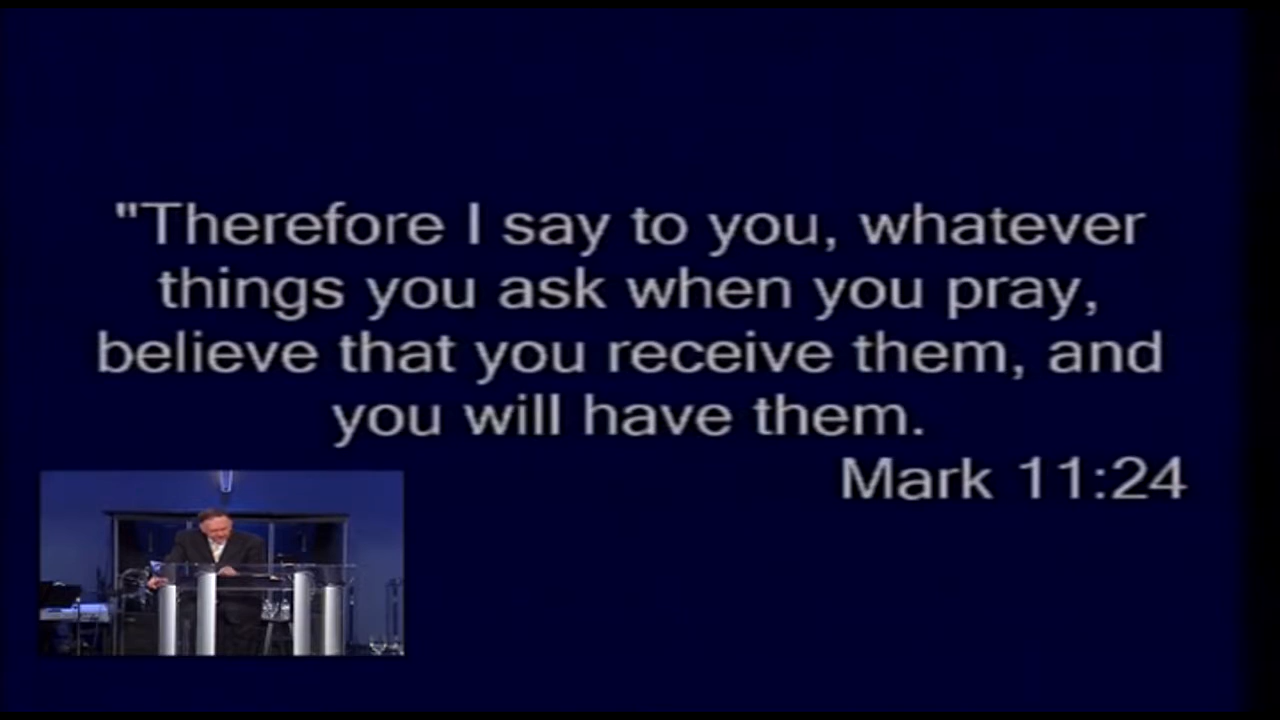 "Therefore I say to you, whatever
things you ask when you pray,
believe that you receive them, and
you will have them.
Mark 11:24